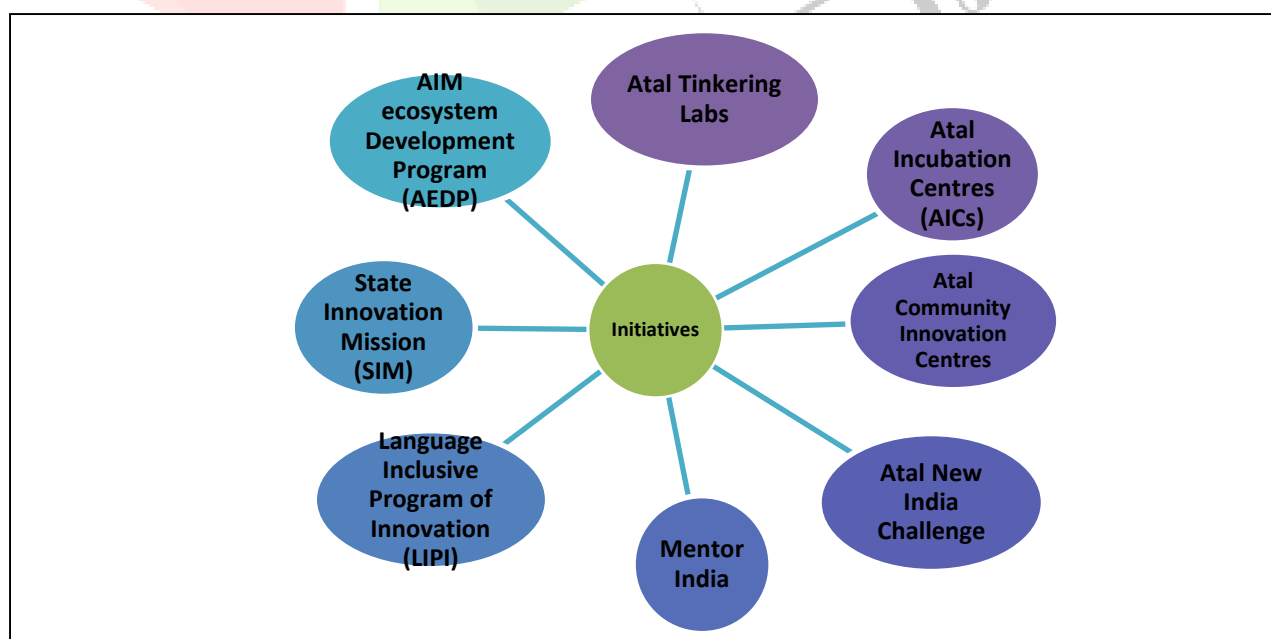 AIM
ecosystem
Development
Program
(AEDP)
Atal Tinkering
Labs
Atal
Incubation
Centres
(AICs)
State
Innovation
Mission
(SIM)
Initiatives
Atal
Community
Innovation
Centres
Language
Inclusive
Program of
Innovation
(LIPI)
Mentor
India
Atal New
India
Challenge